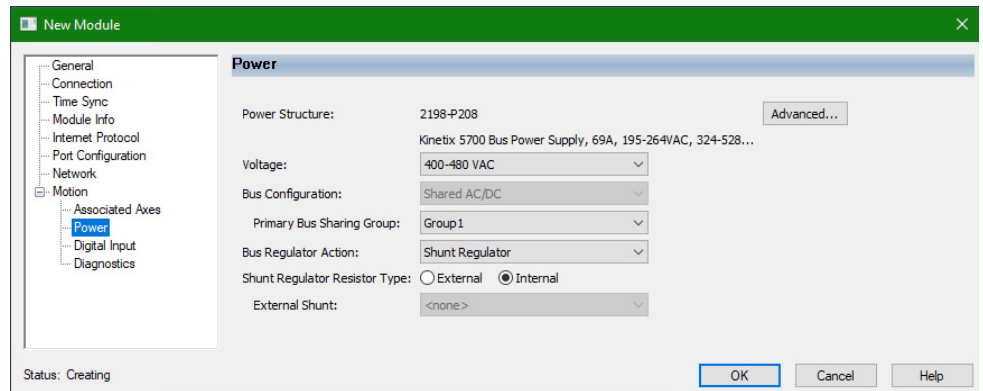 New Module
General
Connection
Time Sync
Module Info
Internet Protocol
Port Configuration
Network
Motion
Associated Axes
Power
Digital Input
Diagnostics
Power
Power Structure: 2198-P208 Advanced...
Kinetix 5700 Bus Power Supply, 69A, 195-264VAC, 324-528...
Voltage: 400-480 VAC
Bus Configuration: Shared AC/DC
Primary Bus Sharing Group: Group1
Bus Regulator Action: Shunt Regulator
Shunt Regulator Resistor Type: External Internal
External Shunt: <none>
Status: Creating OK Cancel Help